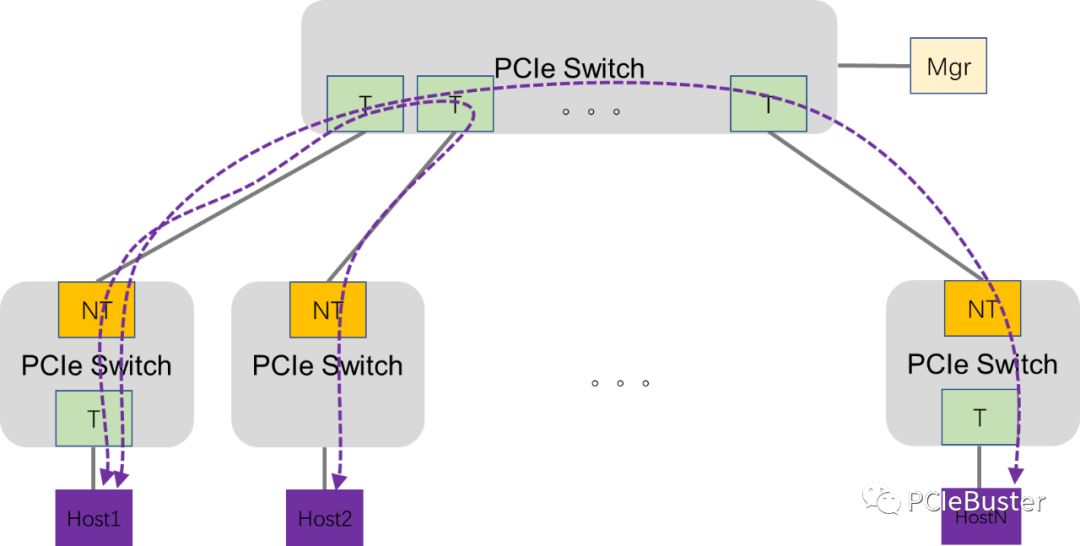 PCIe Switch
Mgr
T
T
T
NT
NT
NT
PCIe Switch
PCIe Switch
PCIe Switch
T
T
Host1
Host2
HostN
PCIeBuster